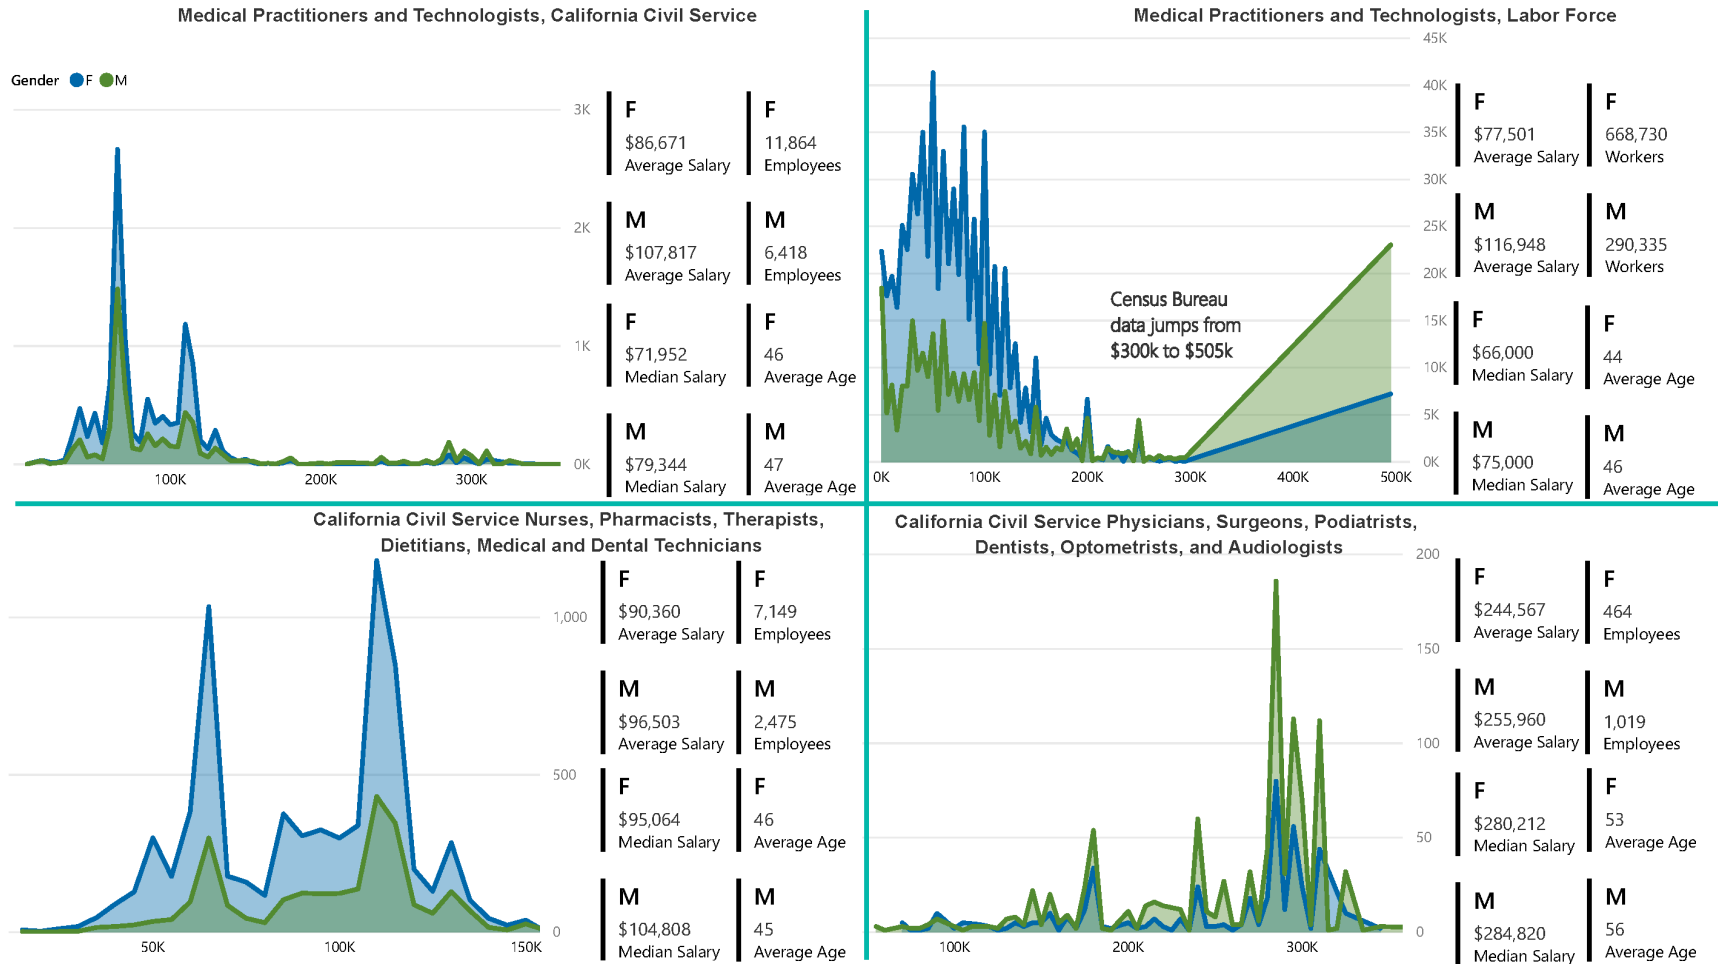 Medical Practitioners and Technologists, California Civil Service
Gender F M
3K
2K
1K
0K
100K 200K 300K
F
$86,671
Average Salary
F
11,864
Employees
M
$107,817
Average Salary
M
6,418
Employees
F
$71,952
Median Salary
F
46
Average Age
M
$79,344
Median Salary
M
47
Average Age
Medical Practitioners and Technologists, Labor Force
45K
40K
35K
30K
25K
20K
15K
10K
5K
0K
0K 100K 200K 300K 400K 500K
Census Bureau
data jumps from
$300k to $505k
F
$77,501
Average Salary
F
668,730
Workers
M
$116,948
Average Salary
M
290,335
Workers
F
$66,000
Median Salary
F
44
Average Age
M
$75,000
Median Salary
M
46
Average Age
California Civil Service Nurses, Pharmacists, Therapists,
Dietitians, Medical and Dental Technicians
1,000
500
0
50K 100K 150K
F
$90,360
Average Salary
F
7,149
Employees
M
$96,503
Average Salary
M
2,475
Employees
F
$95,064
Median Salary
F
46
Average Age
M
$104,808
Median Salary
M
45
Average Age
California Civil Service Physicians, Surgeons, Podiatrists,
Dentists, Optometrists, and Audiologists
200
150
100
50
0
100K 200K 300K
F
$244,567
Average Salary
F
464
Employees
M
$255,960
Average Salary
M
1,019
Employees
F
$280,212
Median Salary
F
53
Average Age
M
$284,820
Median Salary
M
56
Average Age